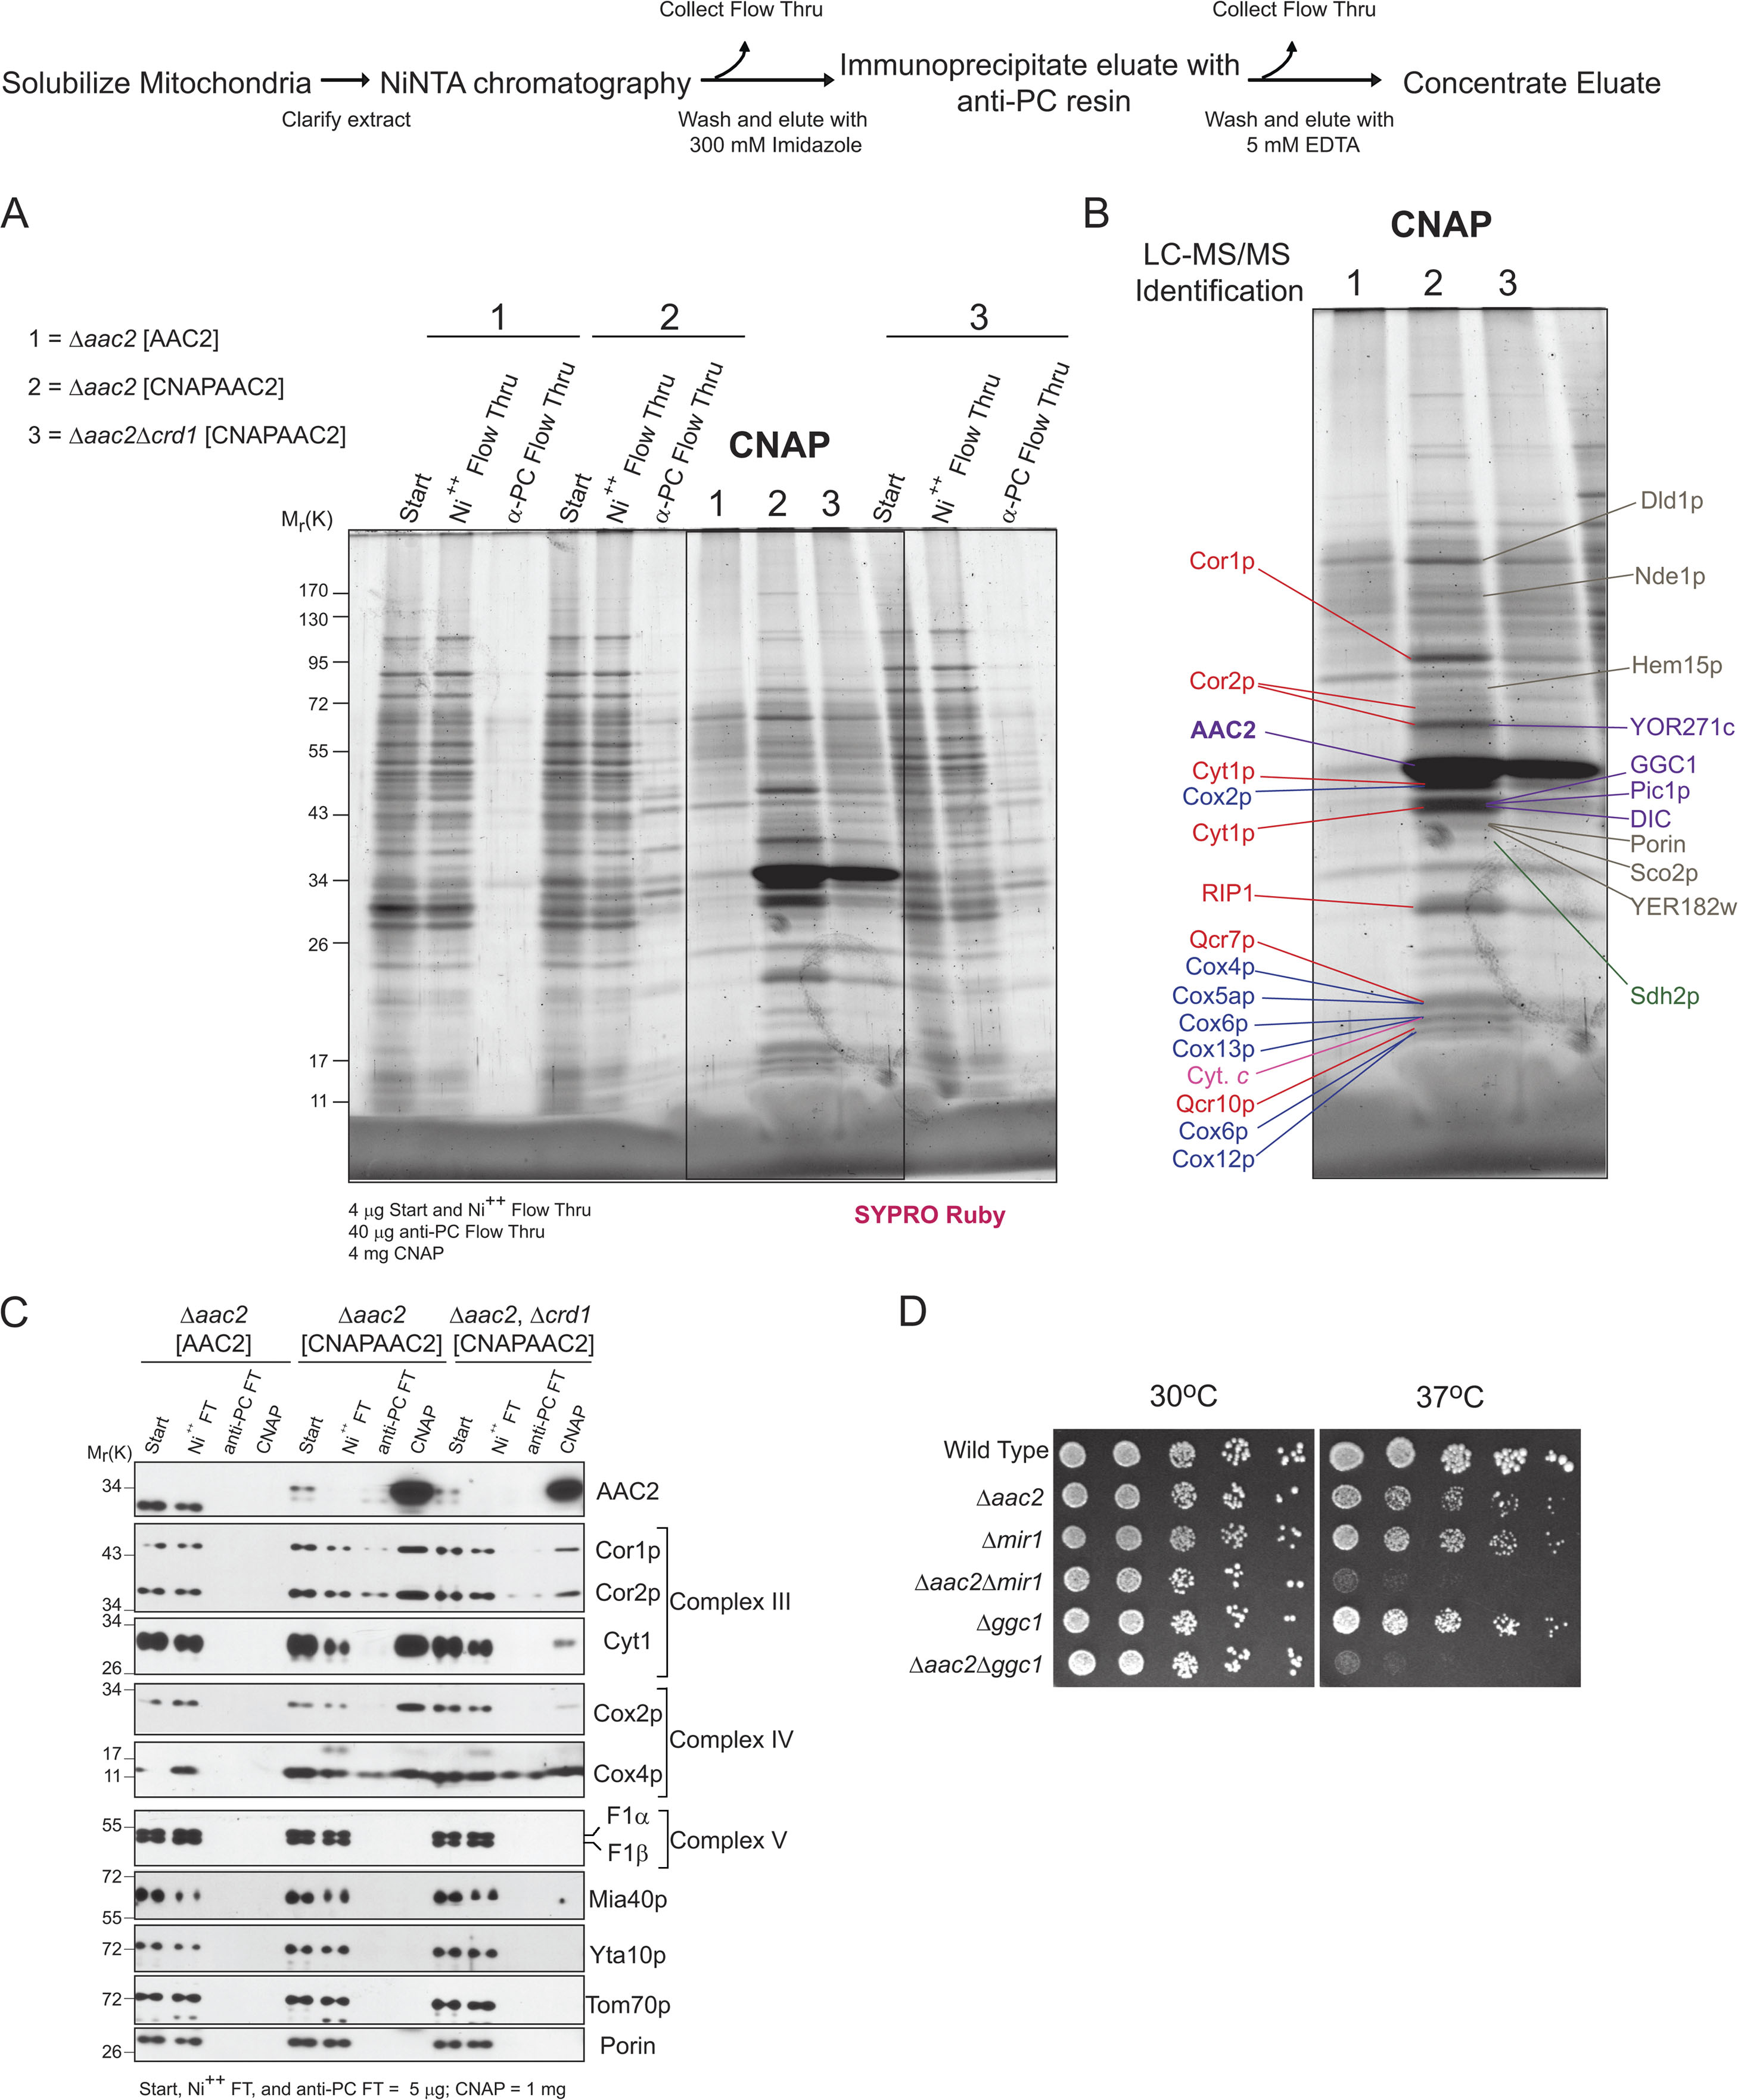 Collect Flow Thru
Collect Flow Thru
Solubilize Mitochondria
NiNTA chromatography
Immunoprecipitate eluate with
anti-PC resin
Concentrate Eluate
Clarify extract
Wash and elute with
300 mM Imidazole
Wash and elute with
5 mM EDTA
A
1 = Δaac2 [AAC2]
2 = Δaac2 [CNAPAAC2]
3 = Δaac2Δcrd1 [CNAPAAC2]
1
2
3
Start
Ni++ Flow Thru
α-PC Flow Thru
Start
Ni++ Flow Thru
α-PC Flow Thru
CNAP
1
2
3
Start
Ni++ Flow Thru
α-PC Flow Thru
Mr(K)
170
130
95
72
55
43
34
26
17
11
4 μg Start and Ni++ Flow Thru
40 μg anti-PC Flow Thru
4 mg CNAP
SYPRO Ruby
B
CNAP
LC-MS/MS
Identification
1
2
3
Cor1p
Cor2p
AAC2
Cyt1p
Cox2p
Cyt1p
RIP1
Qcr7p
Cox4p
Cox5ap
Cox6p
Cox13p
Cyt. c
Qcr10p
Cox6p
Cox12p
Dld1p
Nde1p
Hem15p
YOR271c
GGC1
Pic1p
DIC
Porin
Sco2p
YER182w
Sdh2p
C
Δaac2
[AAC2]
Δaac2
[CNAPAAC2]
Δaac2, Δcrd1
[CNAPAAC2]
Start
Ni++ FT
anti-PC FT
CNAP
Start
Ni++ FT
anti-PC FT
CNAP
Start
Ni++ FT
anti-PC FT
CNAP
Mr(K)
34
AAC2
43
Cor1p
34
Cor2p
Complex III
34
Cyt1
26
34
Cox2p
Complex IV
17
11
Cox4p
55
F1α
F1β
Complex V
72
Mia40p
55
72
Yta10p
72
Tom70p
26
Porin
Start, Ni++ FT, and anti-PC FT = 5 μg; CNAP = 1 mg
D
30ºC
37ºC
Wild Type
Δaac2
Δmir1
Δaac2Δmir1
Δggc1
Δaac2Δggc1